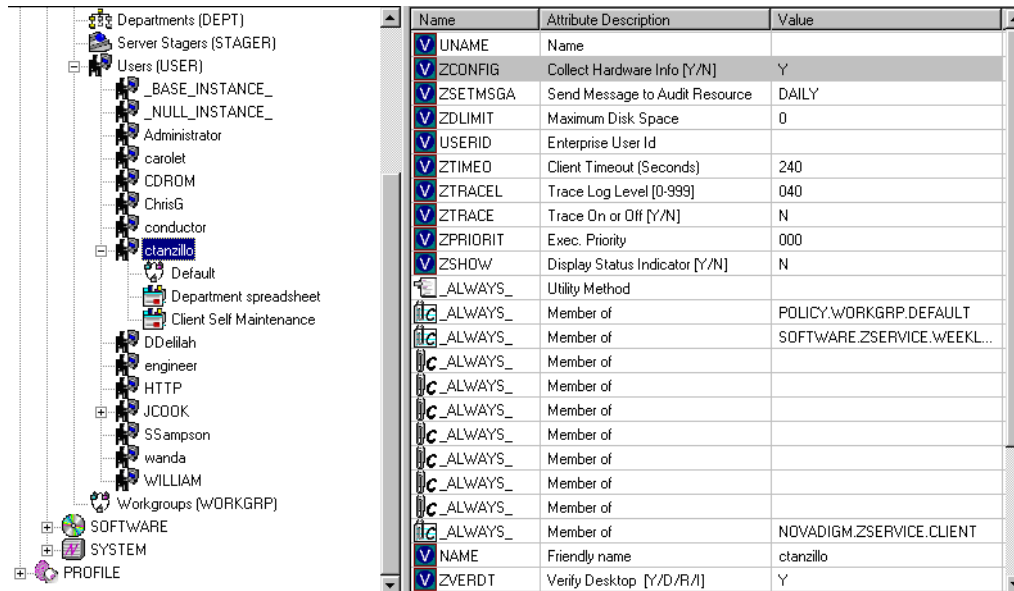 Departments (DEPT)
Server Stagers (STAGER)
Users (USER)
_BASE_INSTANCE_
_NULL_INSTANCE_
Administrator
carolet
CDROM
ChrisG
conductor
ctanzillo
Default
Department spreadsheet
Client Self Maintenance
DDelilah
engineer
HTTP
JCOOK
SSampson
wanda
WILLIAM
Workgroups (WORKGRP)
SOFTWARE
SYSTEM
PROFILE
Name Attribute Description Value
V UNAME Name
V ZCONFIG Collect Hardware Info [Y/N] Y
V ZSETMSGA Send Message to Audit Resource DAILY
V ZDLIMIT Maximum Disk Space 0
V USERID Enterprise User Id
V ZTIMEO Client Timeout (Seconds) 240
V ZTRACEL Trace Log Level [0-999] 040
V ZTRACE Trace On or Off [Y/N] N
V ZPRIORIT Exec. Priority 000
V ZSHOW Display Status Indicator [Y/N] N
_ALWAYS_ Utility Method
C _ALWAYS_ Member of POLICY.WORKGRP.DEFAULT
C _ALWAYS_ Member of SOFTWARE.ZSERVICE.WEEKL...
C _ALWAYS_ Member of
C _ALWAYS_ Member of
C _ALWAYS_ Member of
C _ALWAYS_ Member of
C _ALWAYS_ Member of
C _ALWAYS_ Member of
C _ALWAYS_ Member of
C _ALWAYS_ Member of NOVADIGM.ZSERVICE.CLIENT
V NAME Friendly name ctanzillo
V ZVERDT Verify Desktop [Y/D/R/I] Y